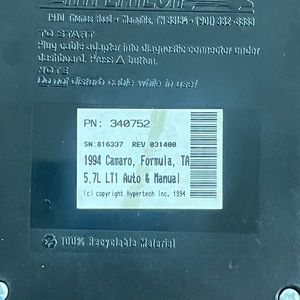 TO START
Plug cable adapter into diagnostic connector under
dashboard. Press △ button.
NOTE
Do not disturb cable while in use!
PN: 340752
SN:816337 REV 031400
1994 Camaro, Formula, TA
5.7L LT1 Auto & Manual
(c) copyright Hypertech Inc. 1994
100% Recyclable Material